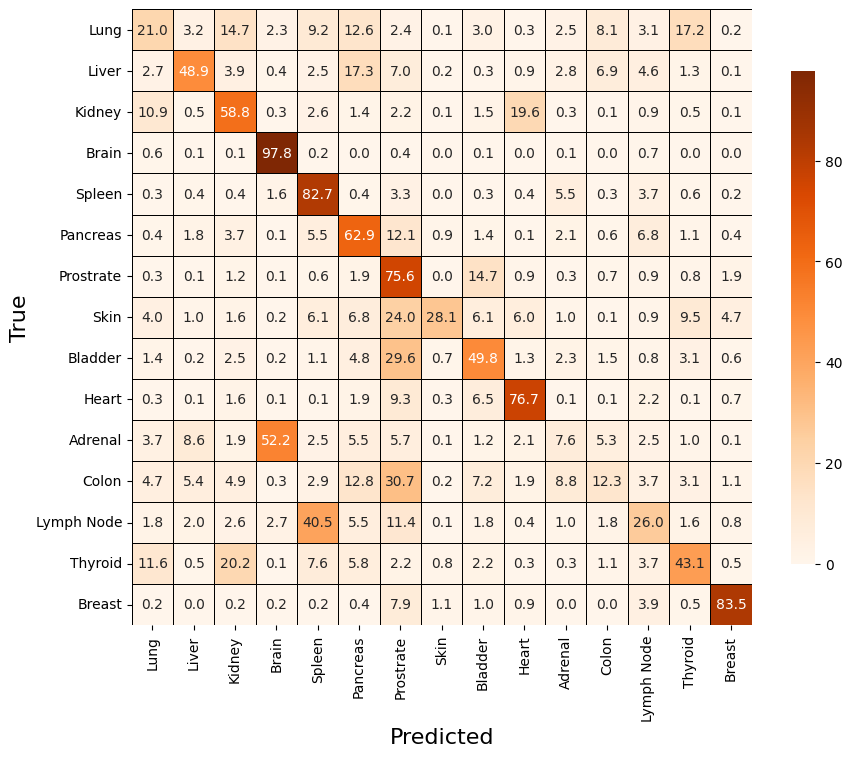 Lung 21.0 3.2 14.7 2.3 9.2 12.6 2.4 0.1 3.0 0.3 2.5 8.1 3.1 17.2 0.2
Liver 2.7 48.9 3.9 0.4 2.5 17.3 7.0 0.2 0.3 0.9 2.8 6.9 4.6 1.3 0.1
Kidney 10.9 0.5 58.8 0.3 2.6 1.4 2.2 0.1 1.5 19.6 0.3 0.1 0.9 0.5 0.1
Brain 0.6 0.1 0.1 97.8 0.2 0.0 0.4 0.0 0.1 0.0 0.1 0.0 0.7 0.0 0.0
Spleen 0.3 0.4 0.4 1.6 82.7 0.4 3.3 0.0 0.3 0.4 5.5 0.3 3.7 0.6 0.2
Pancreas 0.4 1.8 3.7 0.1 5.5 62.9 12.1 0.9 1.4 0.1 2.1 0.6 6.8 1.1 0.4
Prostrate 0.3 0.1 1.2 0.1 0.6 1.9 75.6 0.0 14.7 0.9 0.3 0.7 0.9 0.8 1.9
Skin 4.0 1.0 1.6 0.2 6.1 6.8 24.0 28.1 6.1 6.0 1.0 0.1 0.9 9.5 4.7
Bladder 1.4 0.2 2.5 0.2 1.1 4.8 29.6 0.7 49.8 1.3 2.3 1.5 0.8 3.1 0.6
Heart 0.3 0.1 1.6 0.1 0.1 1.9 9.3 0.3 6.5 76.7 0.1 0.1 2.2 0.1 0.7
Adrenal 3.7 8.6 1.9 52.2 2.5 5.5 5.7 0.1 1.2 2.1 7.6 5.3 2.5 1.0 0.1
Colon 4.7 5.4 4.9 0.3 2.9 12.8 30.7 0.2 7.2 1.9 8.8 12.3 3.7 3.1 1.1
Lymph Node 1.8 2.0 2.6 2.7 40.5 5.5 11.4 0.1 1.8 0.4 1.0 1.8 26.0 1.6 0.8
Thyroid 11.6 0.5 20.2 0.1 7.6 5.8 2.2 0.8 2.2 0.3 0.3 1.1 3.7 43.1 0.5
Breast 0.2 0.0 0.2 0.2 0.2 0.4 7.9 1.1 1.0 0.9 0.0 0.0 3.9 0.5 83.5
Lung Liver Kidney Brain Spleen Pancreas Prostrate Skin Bladder Heart Adrenal Colon Lymph Node Thyroid Breast
Predicted
True
80
60
40
20
0